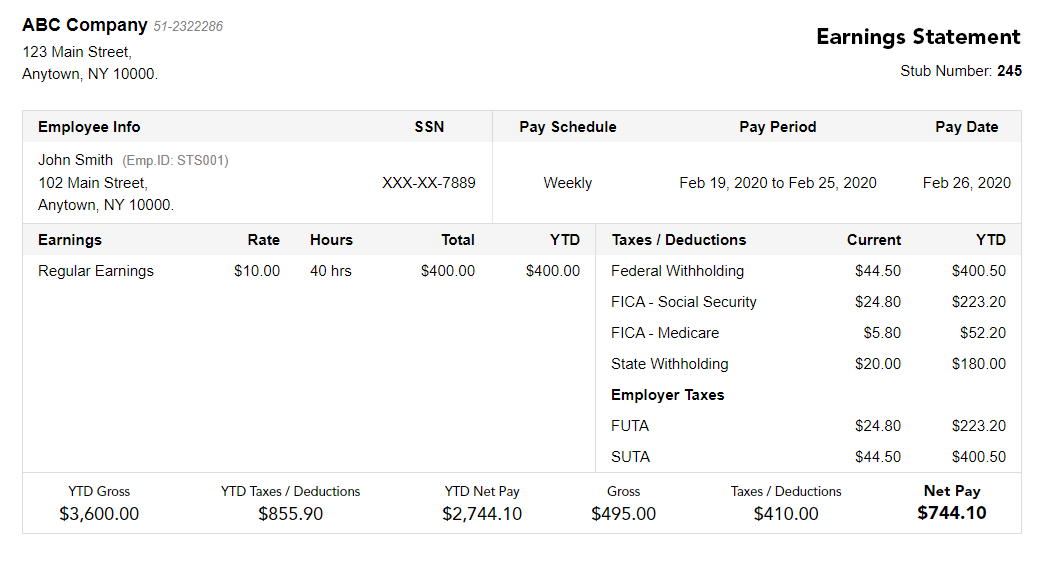 ABC Company 51-2322286
123 Main Street,
Anytown, NY 10000.
Earnings Statement
Stub Number: 245
Employee Info SSN Pay Schedule Pay Period Pay Date
John Smith (Emp.ID: STS001)
102 Main Street, XXX-XX-7889 Weekly Feb 19, 2020 to Feb 25, 2020 Feb 26, 2020
Anytown, NY 10000.
Earnings Rate Hours Total YTD Taxes / Deductions Current YTD
Regular Earnings $10.00 40 hrs $400.00 $400.00 Federal Withholding $44.50 $400.50
FICA - Social Security $24.80 $223.20
FICA - Medicare $5.80 $52.20
State Withholding $20.00 $180.00
Employer Taxes
FUTA $24.80 $223.20
SUTA $44.50 $400.50
YTD Gross YTD Taxes / Deductions YTD Net Pay Gross Taxes / Deductions Net Pay
$3,600.00 $855.90 $2,744.10 $495.00 $410.00 $744.10